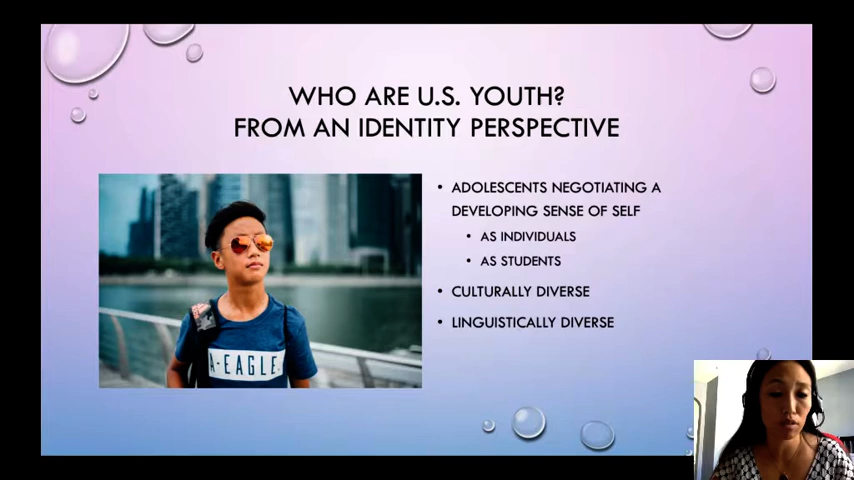 WHO ARE U.S. YOUTH?
FROM AN IDENTITY PERSPECTIVE
• ADOLESCENTS NEGOTIATING A
DEVELOPING SENSE OF SELF
• AS INDIVIDUALS
• AS STUDENTS
• CULTURALLY DIVERSE
• LINGUISTICALLY DIVERSE
A-EAGLE